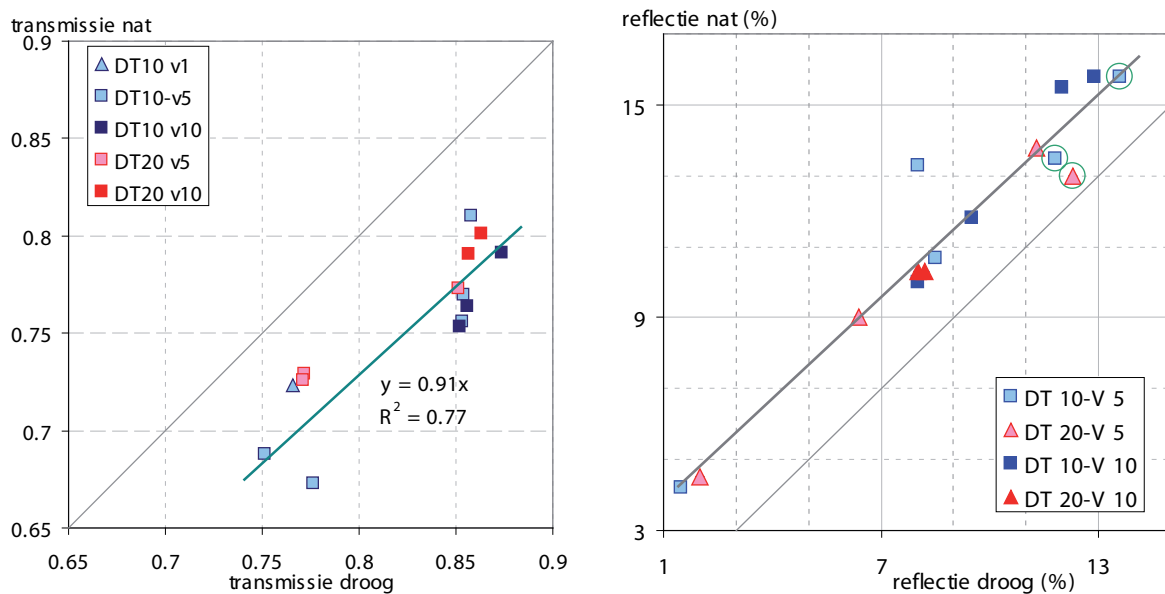 transmissie nat
0.9
0.85
0.8
0.75
0.7
0.65
0.65 0.7 0.75 0.8 0.85 0.9
transmissie droog
DT10 v1
DT10-v5
DT10 v10
DT20 v5
DT20 v10
y = 0.91x
R² = 0.77
reflectie nat (%)
15
9
3
1 7 13
reflectie droog (%)
DT 10-V 5
DT 20-V 5
DT 10-V 10
DT 20-V 10